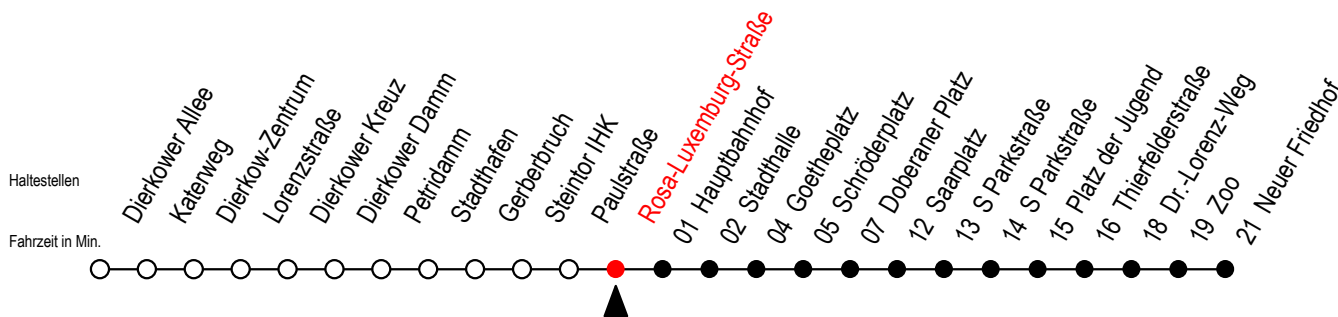 Haltestellen
Fahrzeit in Min.
Dierkower Allee
Katerweg
Dierkow-Zentrum
Lorenzstraße
Dierkower Kreuz
Dierkower Damm
Petridamm
Stadthafen
Gerberbruch
Steintor IHK
Paulstraße
Rosa-Luxemburg-Straße
01 Hauptbahnhof
02 Stadthalle
04 Goetheplatz
05 Schröderplatz
07 Doberaner Platz
12 Saarplatz
13 S Parkstraße
14 S Parkstraße
15 Platz der Jugend
16 Thierfelderstraße
18 Dr.-Lorenz-Weg
19 Zoo
21 Neuer Friedhof